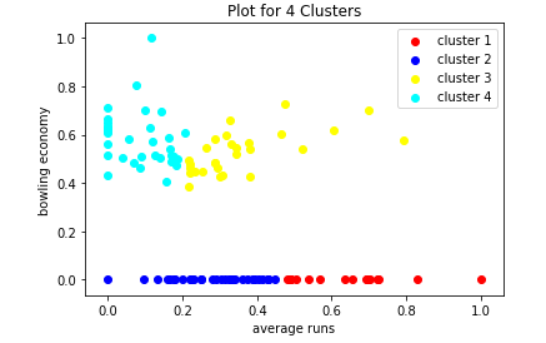 Plot for 4 Clusters
cluster 1
cluster 2
cluster 3
cluster 4
bowling economy
1.0
0.8
0.6
0.4
0.2
0.0
0.0 0.2 0.4 0.6 0.8 1.0
average runs